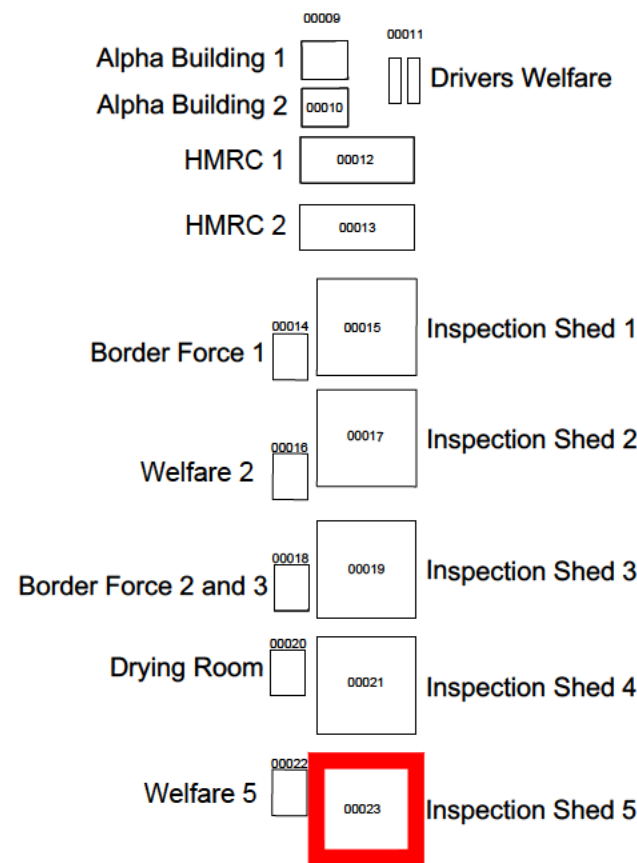 00009
00011
Alpha Building 1
Drivers Welfare
Alpha Building 2
00010
HMRC 1
00012
HMRC 2
00013
00014
00015
Inspection Shed 1
Border Force 1
00016
00017
Inspection Shed 2
Welfare 2
00018
00019
Inspection Shed 3
Border Force 2 and 3
00020
Drying Room
00021
Inspection Shed 4
00022
Welfare 5
00023
Inspection Shed 5